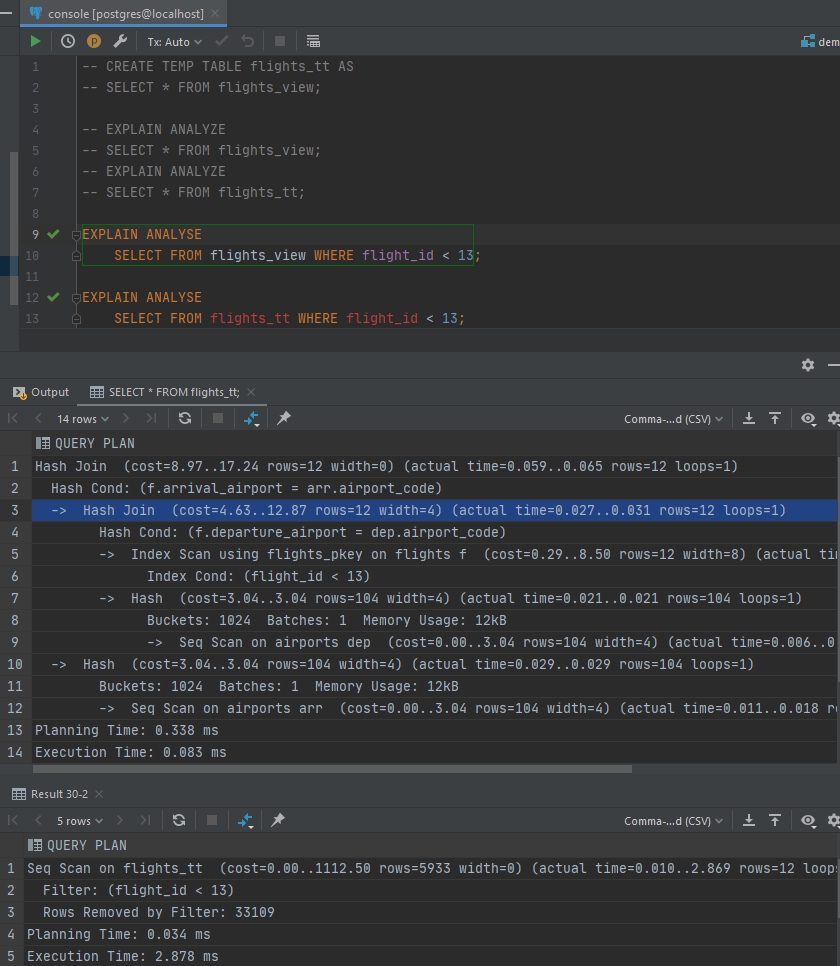 console [postgres@localhost]
Tx: Auto
dem
1 -- CREATE TEMP TABLE flights_tt AS
2 -- SELECT * FROM flights_view;
3
4 -- EXPLAIN ANALYZE
5 -- SELECT * FROM flights_view;
6 -- EXPLAIN ANALYZE
7 -- SELECT * FROM flights_tt;
8
9 EXPLAIN ANALYSE
10 SELECT FROM flights_view WHERE flight_id < 13;
11
12 EXPLAIN ANALYSE
13 SELECT FROM flights_tt WHERE flight_id < 13;
Output SELECT * FROM flights_tt;
14 rows Comma-...d (CSV)
QUERY PLAN
1 Hash Join (cost=8.97..17.24 rows=12 width=0) (actual time=0.059..0.065 rows=12 loops=1)
2 Hash Cond: (f.arrival_airport = arr.airport_code)
3 -> Hash Join (cost=4.63..12.87 rows=12 width=4) (actual time=0.027..0.031 rows=12 loops=1)
4 Hash Cond: (f.departure_airport = dep.airport_code)
5 -> Index Scan using flights_pkey on flights f (cost=0.29..8.50 rows=12 width=8) (actual ti
6 Index Cond: (flight_id < 13)
7 -> Hash (cost=3.04..3.04 rows=104 width=4) (actual time=0.021..0.021 rows=104 loops=1)
8 Buckets: 1024 Batches: 1 Memory Usage: 12kB
9 -> Seq Scan on airports dep (cost=0.00..3.04 rows=104 width=4) (actual time=0.006..0
10 -> Hash (cost=3.04..3.04 rows=104 width=4) (actual time=0.029..0.029 rows=104 loops=1)
11 Buckets: 1024 Batches: 1 Memory Usage: 12kB
12 -> Seq Scan on airports arr (cost=0.00..3.04 rows=104 width=4) (actual time=0.011..0.018 r
13 Planning Time: 0.338 ms
14 Execution Time: 0.083 ms
Result 30-2
5 rows Comma-...d (CSV)
QUERY PLAN
1 Seq Scan on flights_tt (cost=0.00..1112.50 rows=5933 width=0) (actual time=0.010..2.869 rows=12 loop
2 Filter: (flight_id < 13)
3 Rows Removed by Filter: 33109
4 Planning Time: 0.034 ms
5 Execution Time: 2.878 ms